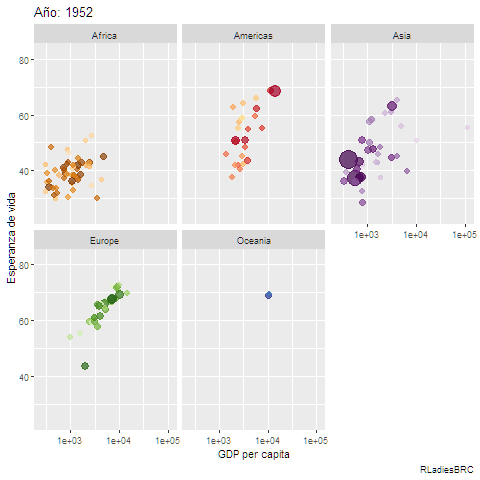 Año: 1952
Africa
Americas
Asia
80
60
40
1e+03 1e+04 1e+05
Esperanza de vida
Europe
Oceania
80
60
40
1e+03 1e+04 1e+05
1e+03 1e+04 1e+05
GDP per capita
RLadiesBRC